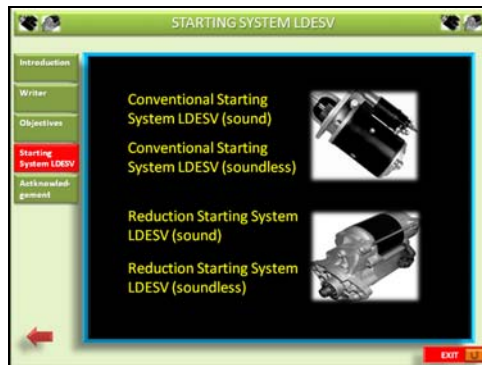 STARTING SYSTEM LDESV
Introduction
Writer
Objectives
Starting
System LDESV
Acknowled-
gement
Conventional Starting
System LDESV (sound)
Conventional Starting
System LDESV (soundless)
Reduction Starting System
LDESV (sound)
Reduction Starting System
LDESV (soundless)
EXIT